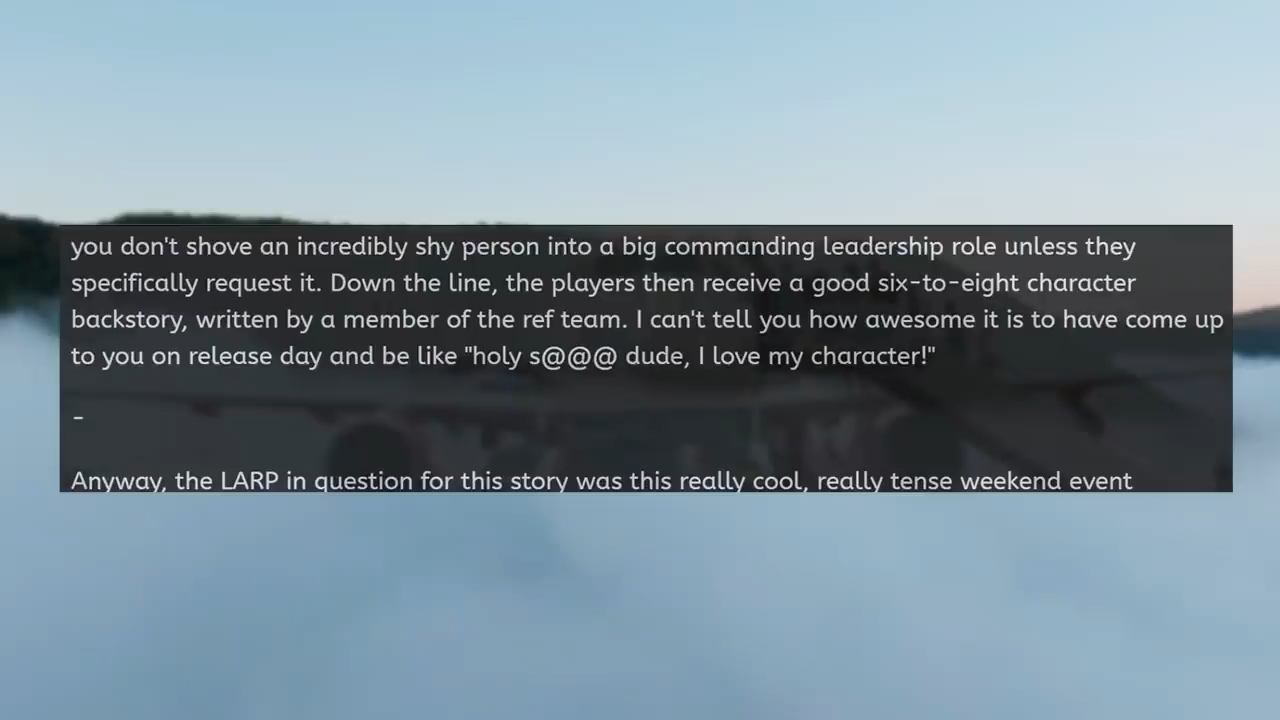 you don't shove an incredibly shy person into a big commanding leadership role unless they
specifically request it. Down the line, the players then receive a good six-to-eight character
backstory, written by a member of the ref team. I can't tell you how awesome it is to have come up
to you on release day and be like "holy s@@@ dude, I love my character!"
-
Anyway, the LARP in question for this story was this really cool, really tense weekend event